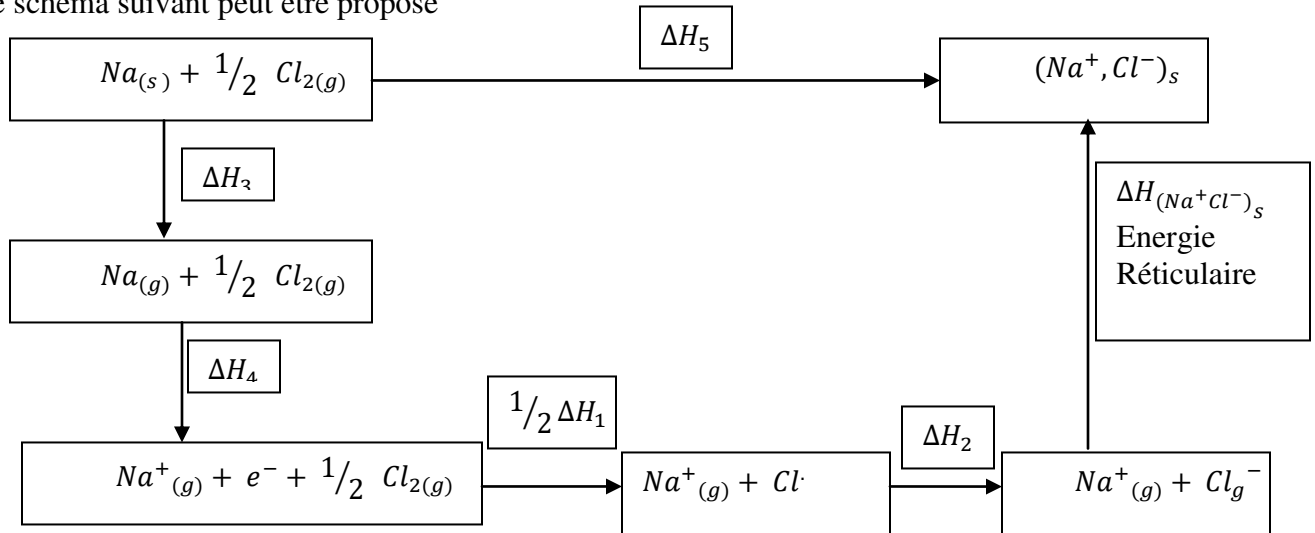 schéma suivant peut être proposé
ΔH₅
Na₍ₛ₎ + 1/2 Cl₂₍g₎
(Na⁺, Cl⁻)ₛ
ΔH₃
ΔH₍Na⁺Cl⁻₎ₛ
Energie
Réticulaire
Na₍g₎ + 1/2 Cl₂₍g₎
ΔH₄
1/2 ΔH₁
ΔH₂
Na⁺₍g₎ + e⁻ + 1/2 Cl₂₍g₎
Na⁺₍g₎ + Cl·
Na⁺₍g₎ + Clg⁻